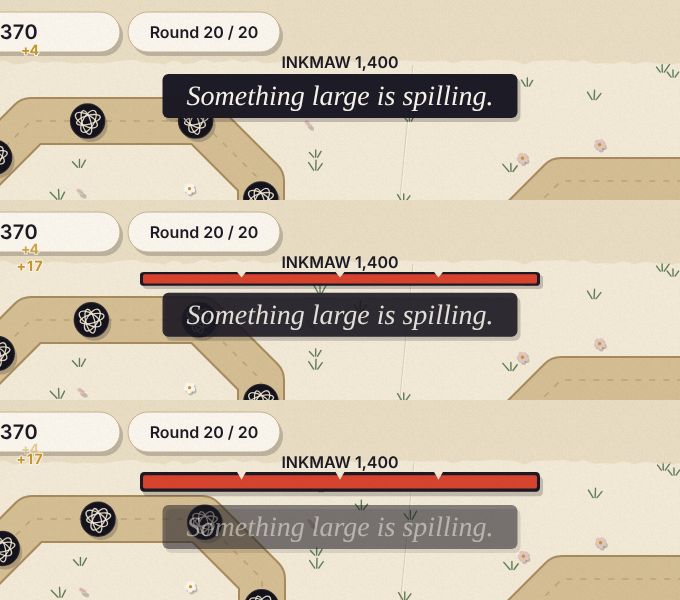 370
Round 20 / 20
+4
INKMAW 1,400
Something large is spilling.
370
Round 20 / 20
+4
+17
INKMAW 1,400
Something large is spilling.
370
Round 20 / 20
+4
+17
INKMAW 1,400
Something large is spilling.